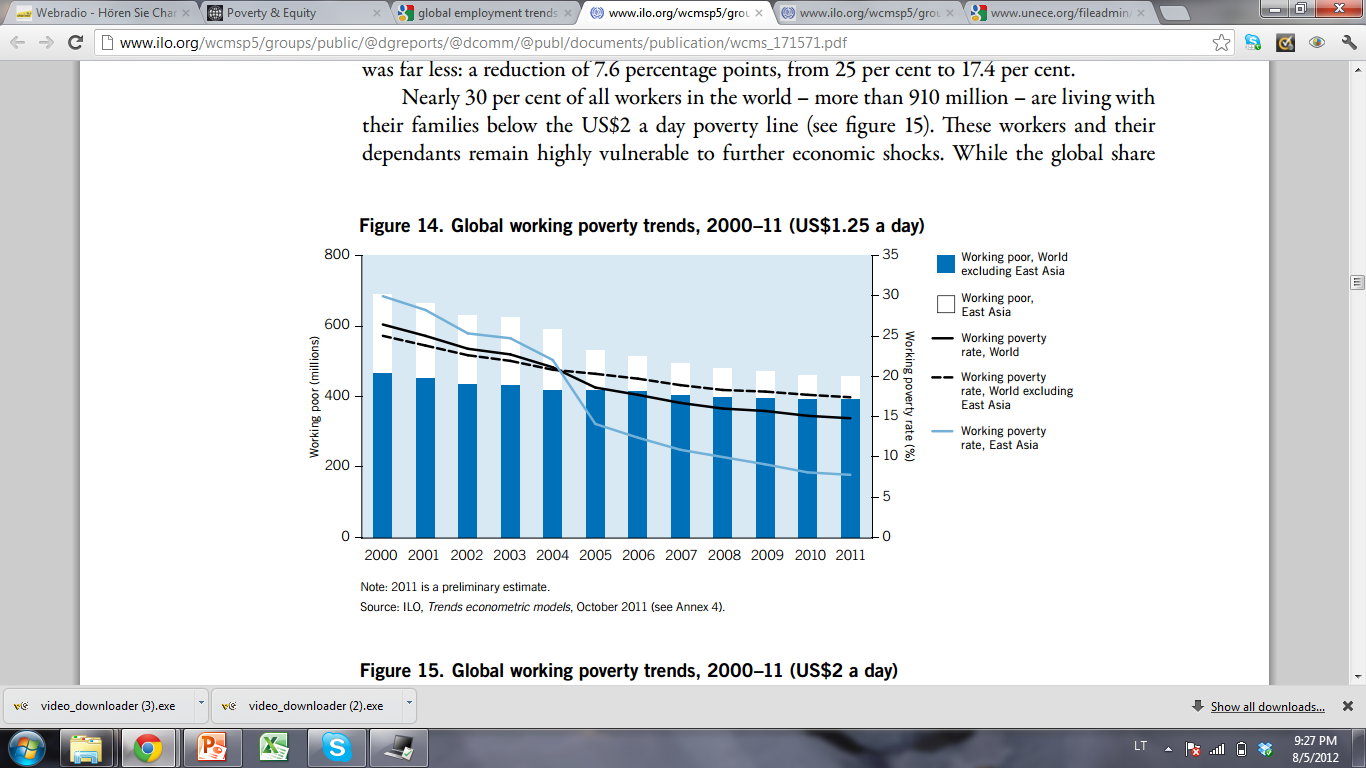 Webradio - Hören Sie Char
Poverty & Equity
global employment trends
www.ilo.org/wcmsp5/grou
www.ilo.org/wcmsp5/grou
www.unece.org/fileadmin/
www.ilo.org/wcmsp5/groups/public/@dgreports/@dcomm/@publ/documents/publication/wcms_171571.pdf
was far less: a reduction of 7.6 percentage points, from 25 per cent to 17.4 per cent.
Nearly 30 per cent of all workers in the world – more than 910 million – are living with
their families below the US$2 a day poverty line (see figure 15). These workers and their
dependants remain highly vulnerable to further economic shocks. While the global share
Figure 14. Global working poverty trends, 2000–11 (US$1.25 a day)
Working poor (millions)
800
600
400
200
0
35
30
25
20
15
10
5
0
Working poverty rate (%)
2000 2001 2002 2003 2004 2005 2006 2007 2008 2009 2010 2011
Working poor, World
excluding East Asia
Working poor,
East Asia
Working poverty
rate, World
Working poverty
rate, World excluding
East Asia
Working poverty
rate, East Asia
Note: 2011 is a preliminary estimate.
Source: ILO, Trends econometric models, October 2011 (see Annex 4).
Figure 15. Global working poverty trends, 2000–11 (US$2 a day)
video_downloader (3).exe
video_downloader (2).exe
Show all downloads...
LT
9:27 PM
8/5/2012